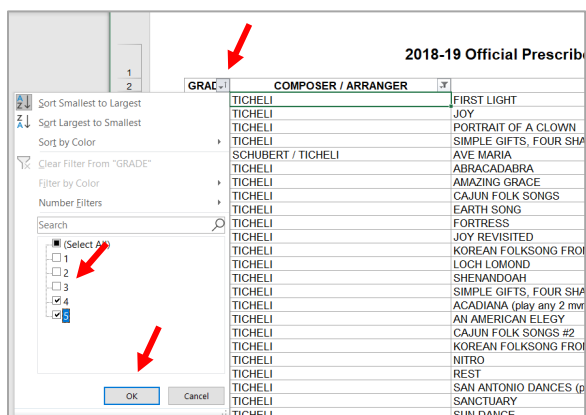 2018-19 Official Prescribe
1
2 GRAD COMPOSER / ARRANGER
Sort Smallest to Largest
Sort Largest to Smallest
Sort by Color
Clear Filter From "GRADE"
Filter by Color
Number Filters
Search
(Select All)
1
2
3
4
5
OK Cancel
TICHELI FIRST LIGHT
TICHELI JOY
TICHELI PORTRAIT OF A CLOWN
TICHELI SIMPLE GIFTS, FOUR SHA
SCHUBERT / TICHELI AVE MARIA
TICHELI ABRACADABRA
TICHELI AMAZING GRACE
TICHELI CAJUN FOLK SONGS
TICHELI EARTH SONG
TICHELI FORTRESS
TICHELI JOY REVISITED
TICHELI KOREAN FOLKSONG FRO
TICHELI LOCH LOMOND
TICHELI SHENANDOAH
TICHELI SIMPLE GIFTS, FOUR SHA
TICHELI ACADIANA (play any 2 mvr
TICHELI AN AMERICAN ELEGY
TICHELI CAJUN FOLK SONGS #2
TICHELI KOREAN FOLKSONG FRO
TICHELI NITRO
TICHELI REST
TICHELI SAN ANTONIO DANCES (p
TICHELI SANCTUARY
TICHELI SUN DANCE